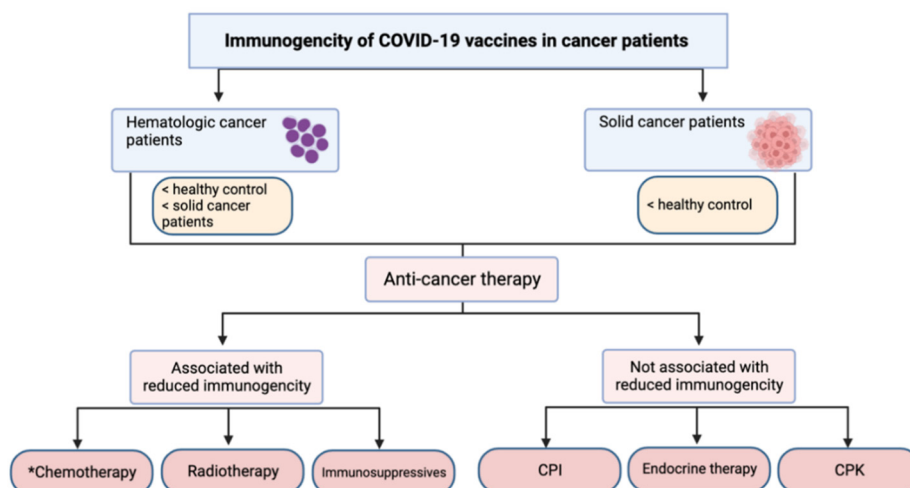 Immunogencity of COVID-19 vaccines in cancer patients
Hematologic cancer
patients
Solid cancer patients
< healthy control
< solid cancer
patients
< healthy control
Anti-cancer therapy
Associated with
reduced immunogencity
Not associated with
reduced immunogencity
*Chemotherapy
Radiotherapy
Immunosuppressives
CPI
Endocrine therapy
CPK